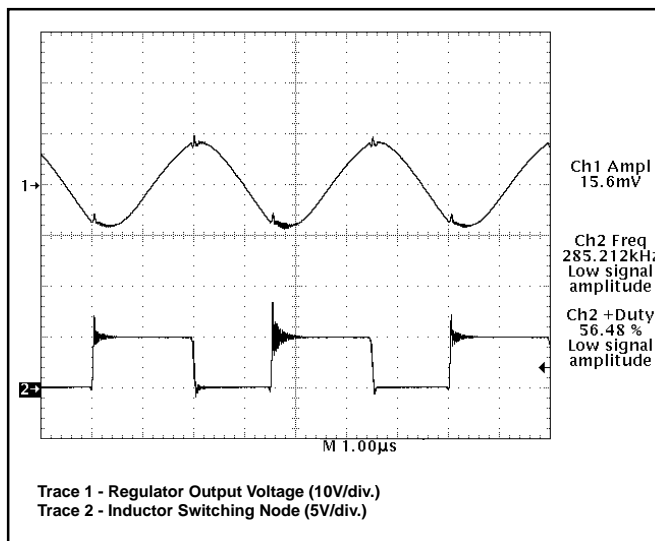 1→
Ch1 Ampl
15.6mV
Ch2 Freq
285.212kHz
Low signal
amplitude
Ch2 +Duty
56.48 %
Low signal
amplitude
2→
M 1.00µs
Trace 1 - Regulator Output Voltage (10V/div.)
Trace 2 - Inductor Switching Node (5V/div.)